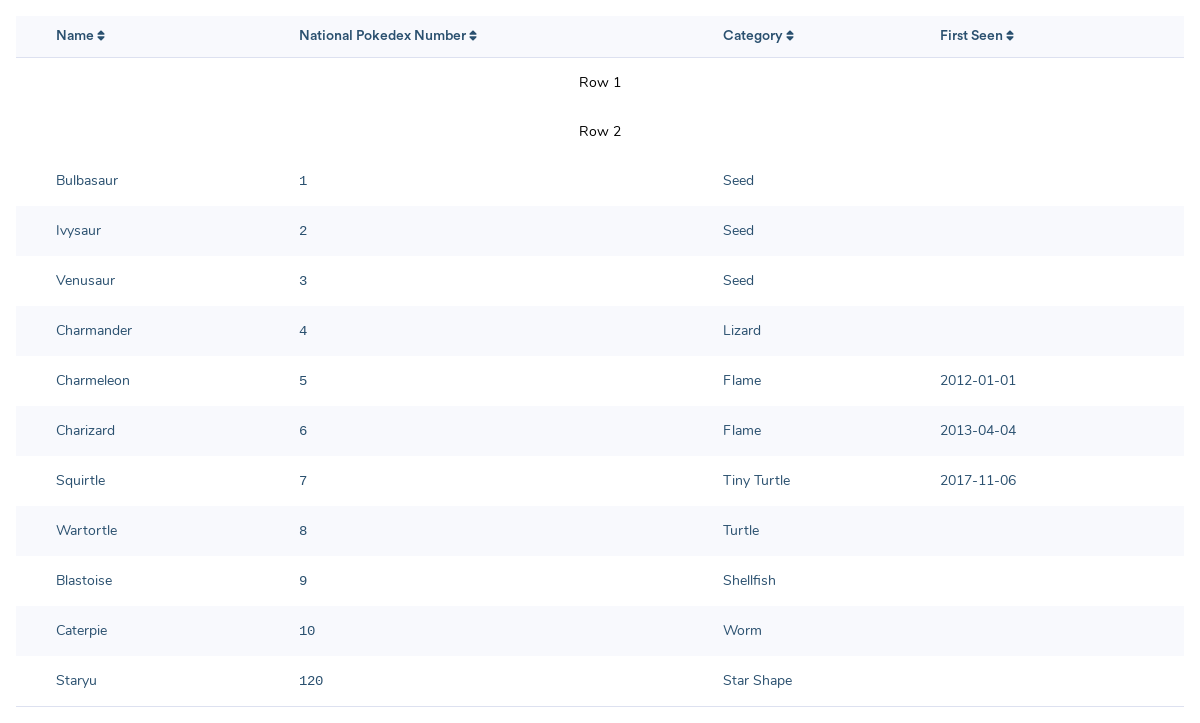 Name National Pokedex Number Category First Seen
Row 1
Row 2
Bulbasaur 1 Seed
Ivysaur 2 Seed
Venusaur 3 Seed
Charmander 4 Lizard
Charmeleon 5 Flame 2012-01-01
Charizard 6 Flame 2013-04-04
Squirtle 7 Tiny Turtle 2017-11-06
Wartortle 8 Turtle
Blastoise 9 Shellfish
Caterpie 10 Worm
Staryu 120 Star Shape